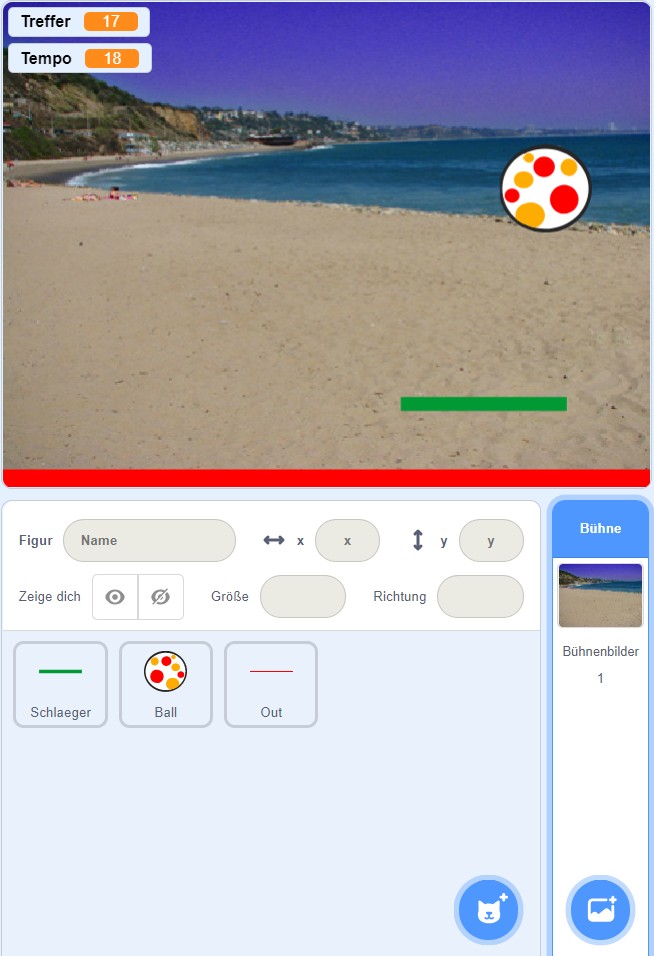 Treffer 17
Tempo 18
Figur Name x x y y
Zeige dich Größe Richtung
Schlaeger Ball Out
Bühne
Bühnenbilder
1